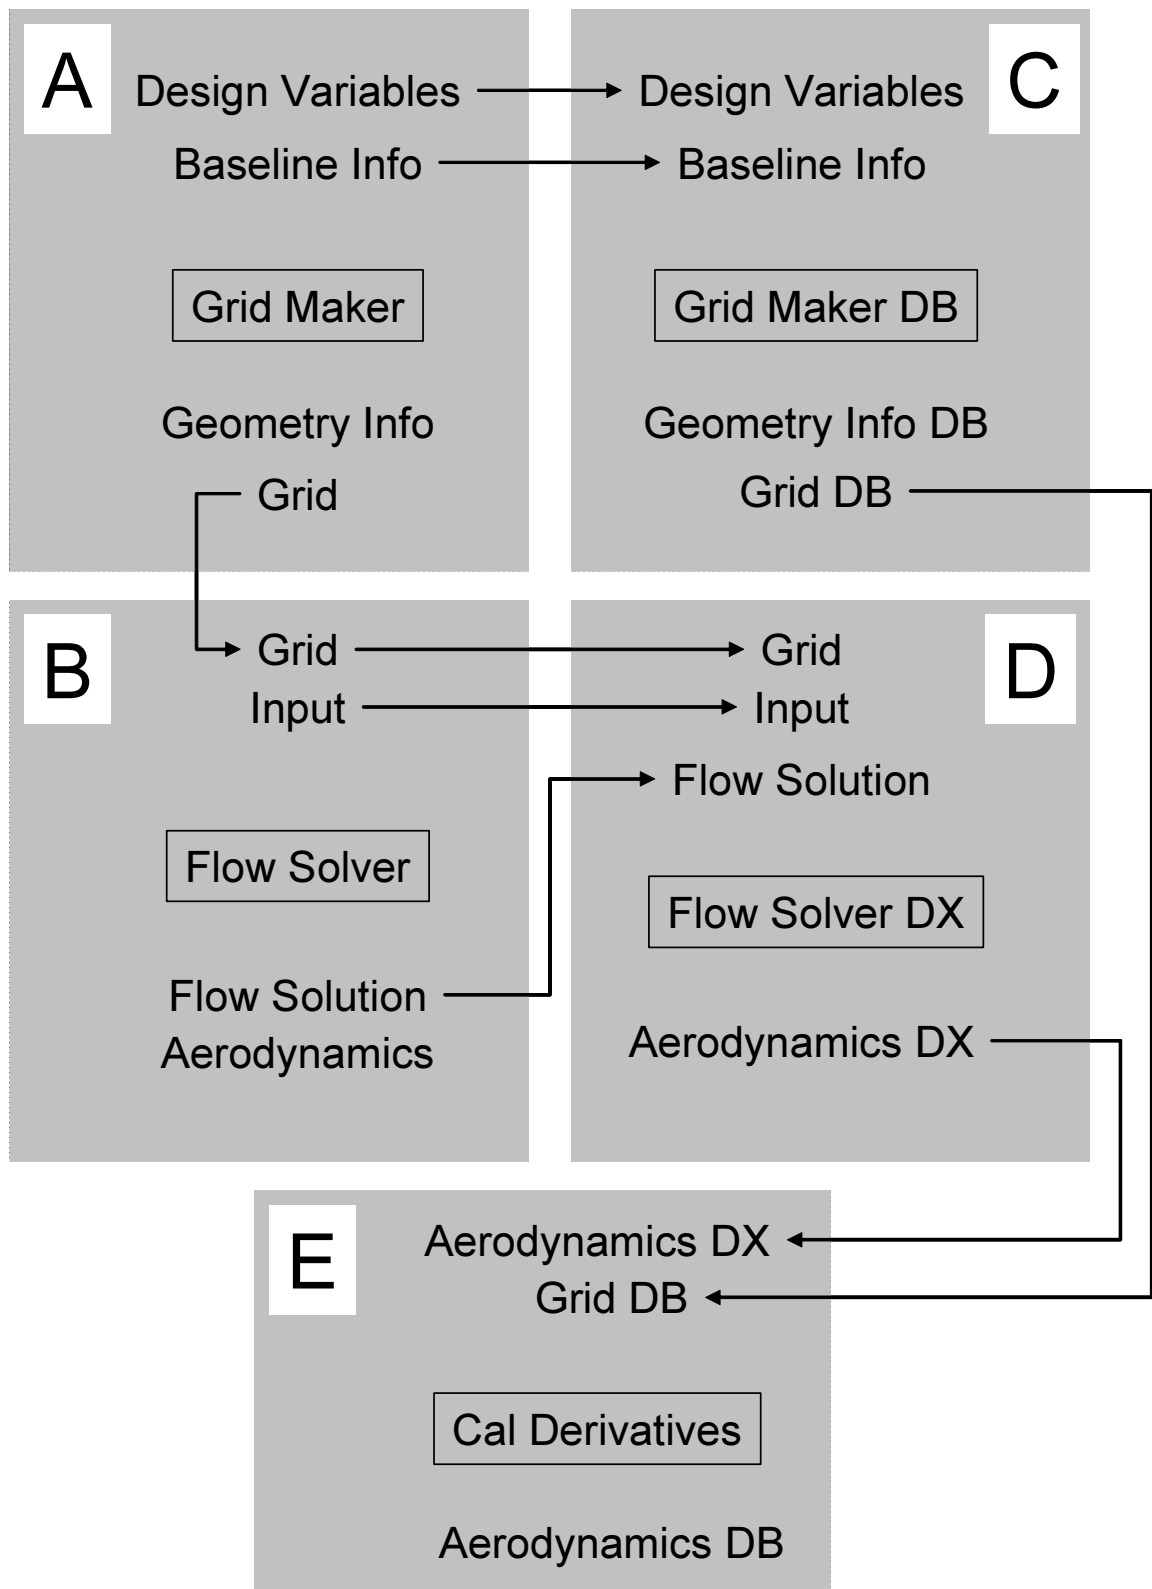 A
Design Variables
Baseline Info
Grid Maker
Geometry Info
Grid
C
Design Variables
Baseline Info
Grid Maker DB
Geometry Info DB
Grid DB
B
Grid
Input
Flow Solver
Flow Solution
Aerodynamics
D
Grid
Input
Flow Solution
Flow Solver DX
Aerodynamics DX
E
Aerodynamics DX
Grid DB
Cal Derivatives
Aerodynamics DB